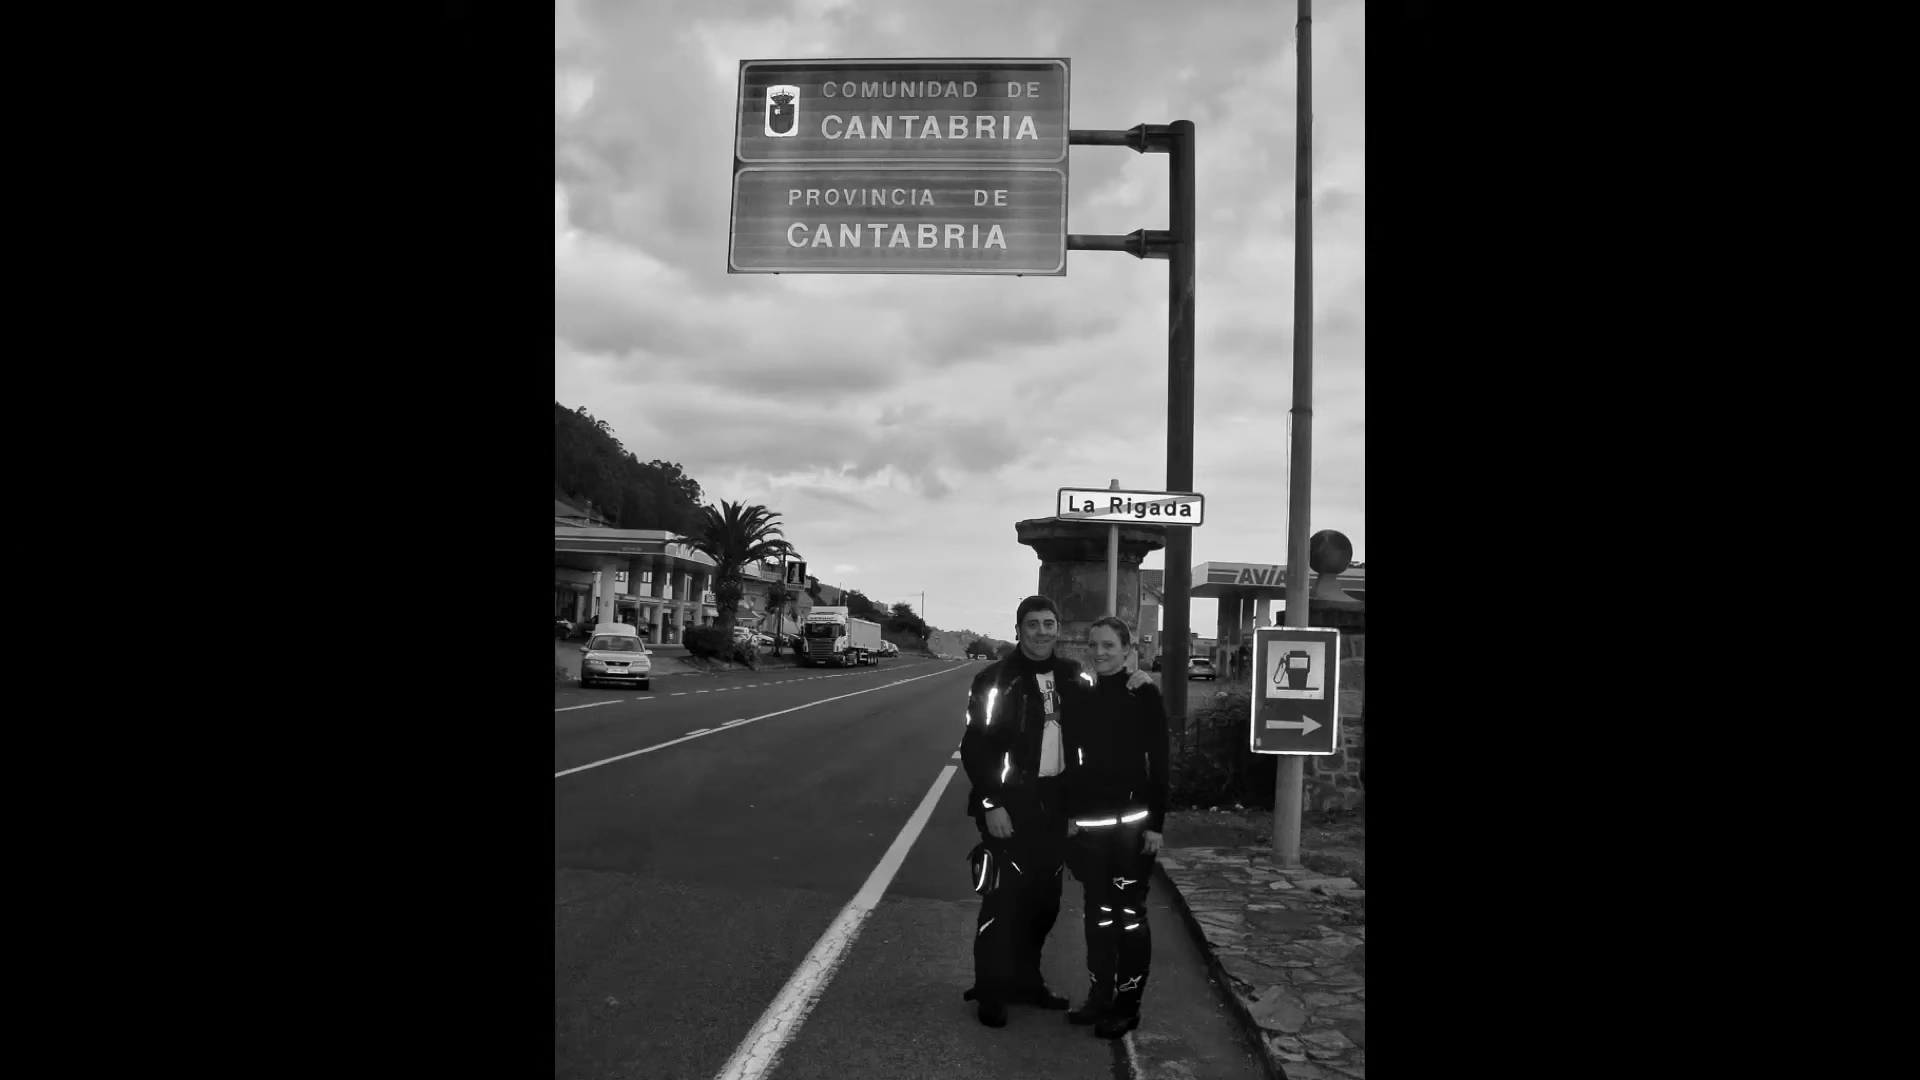 COMUNIDAD DE
CANTABRIA
PROVINCIA DE
CANTABRIA
La Rigada
AVIA